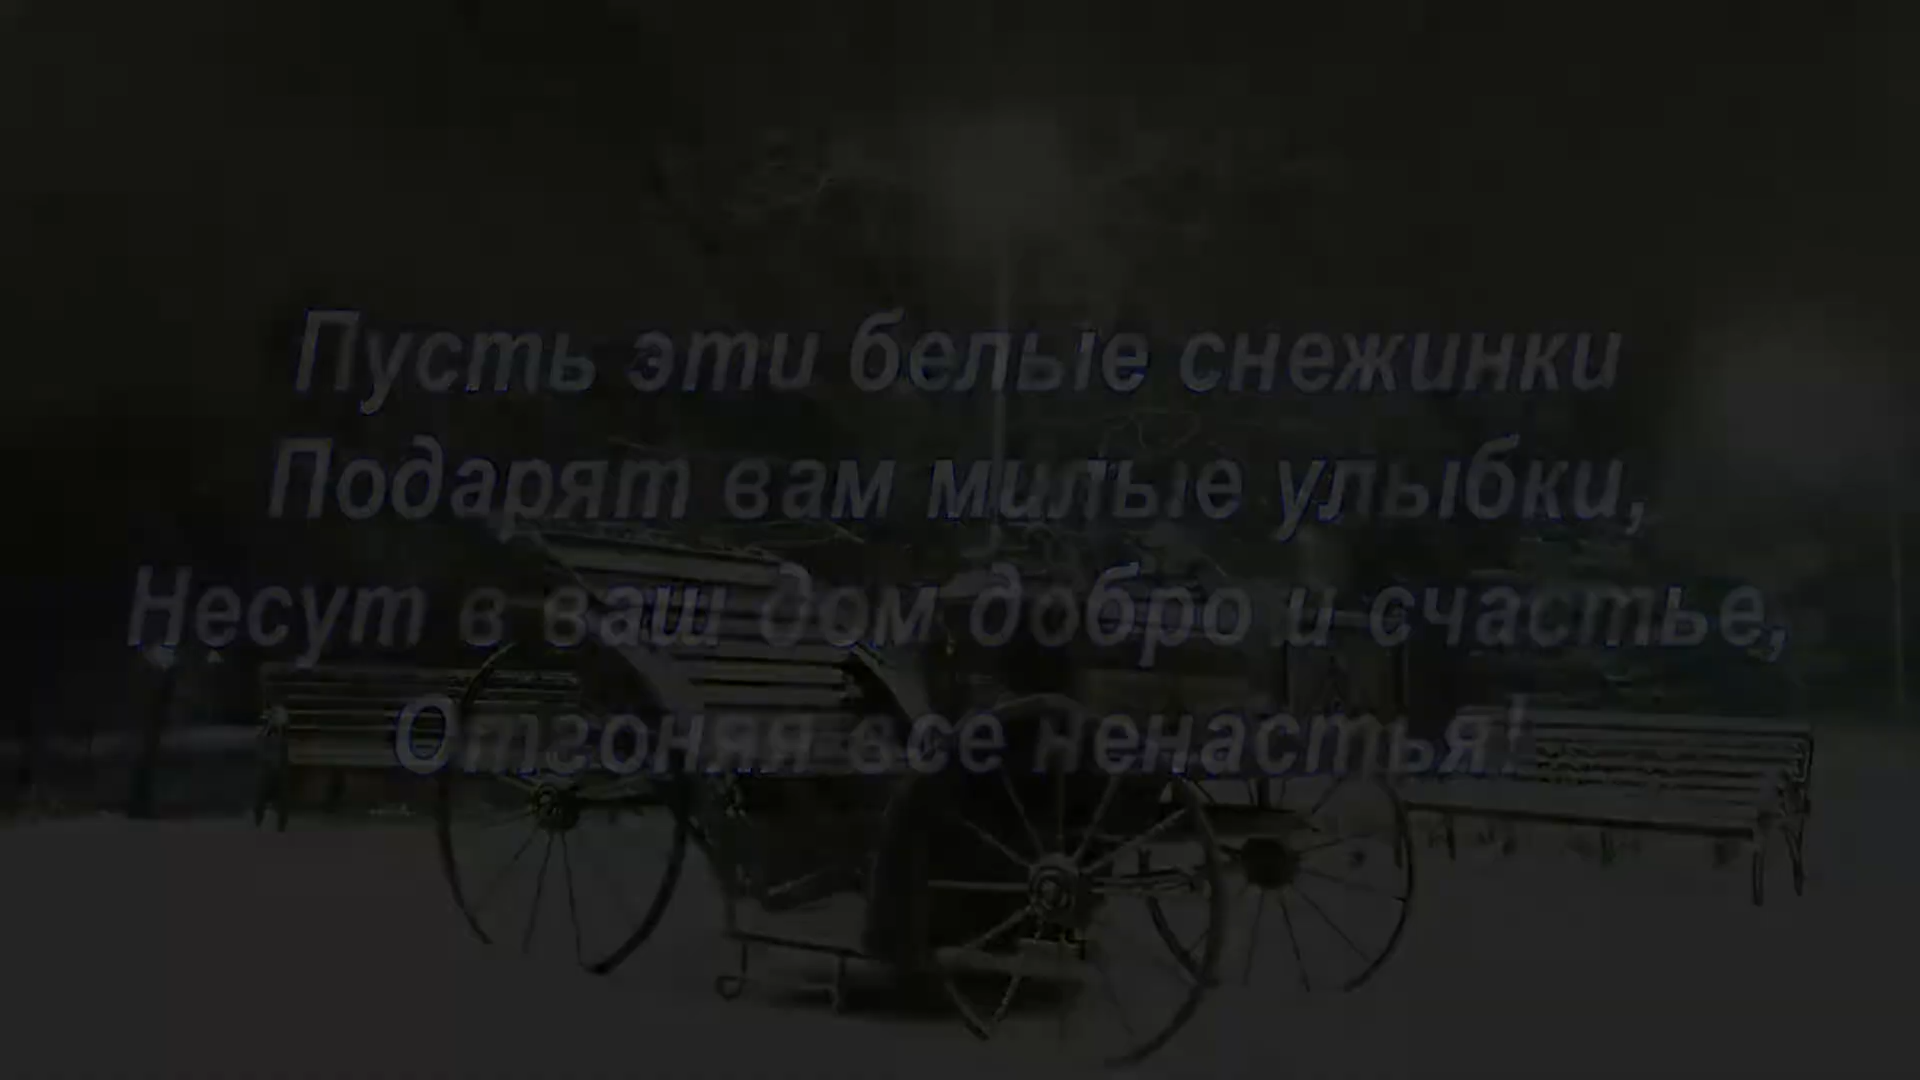 Пусть эти белые снежинки
Подарят вам милые улыбки,
Несут в ваш дом добро и счастье,
Отгоняя все ненастья!